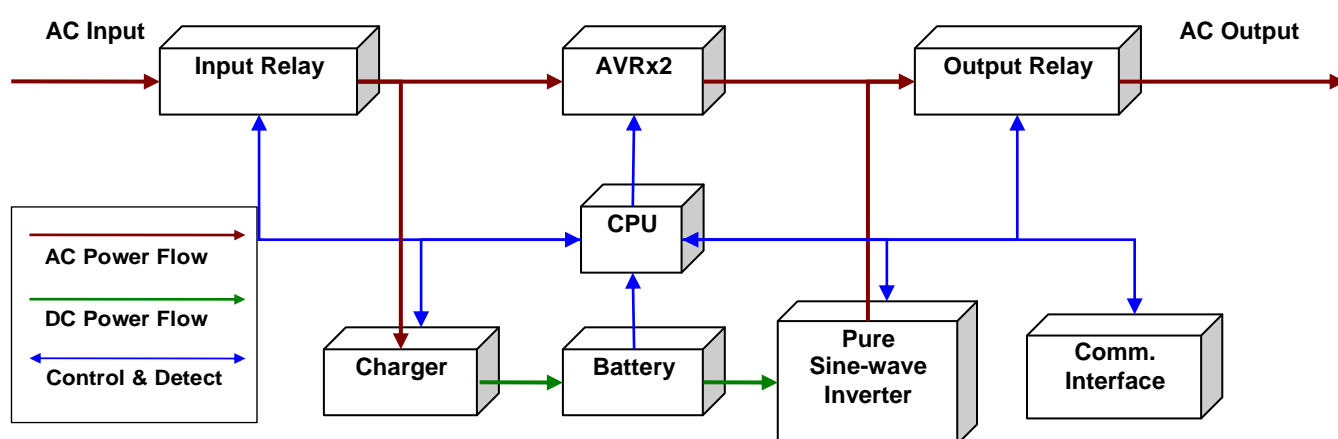 AC Input
AC Output
Input Relay
AVRx2
Output Relay
CPU
AC Power Flow
DC Power Flow
Control & Detect
Charger
Battery
Pure
Sine-wave
Inverter
Comm.
Interface